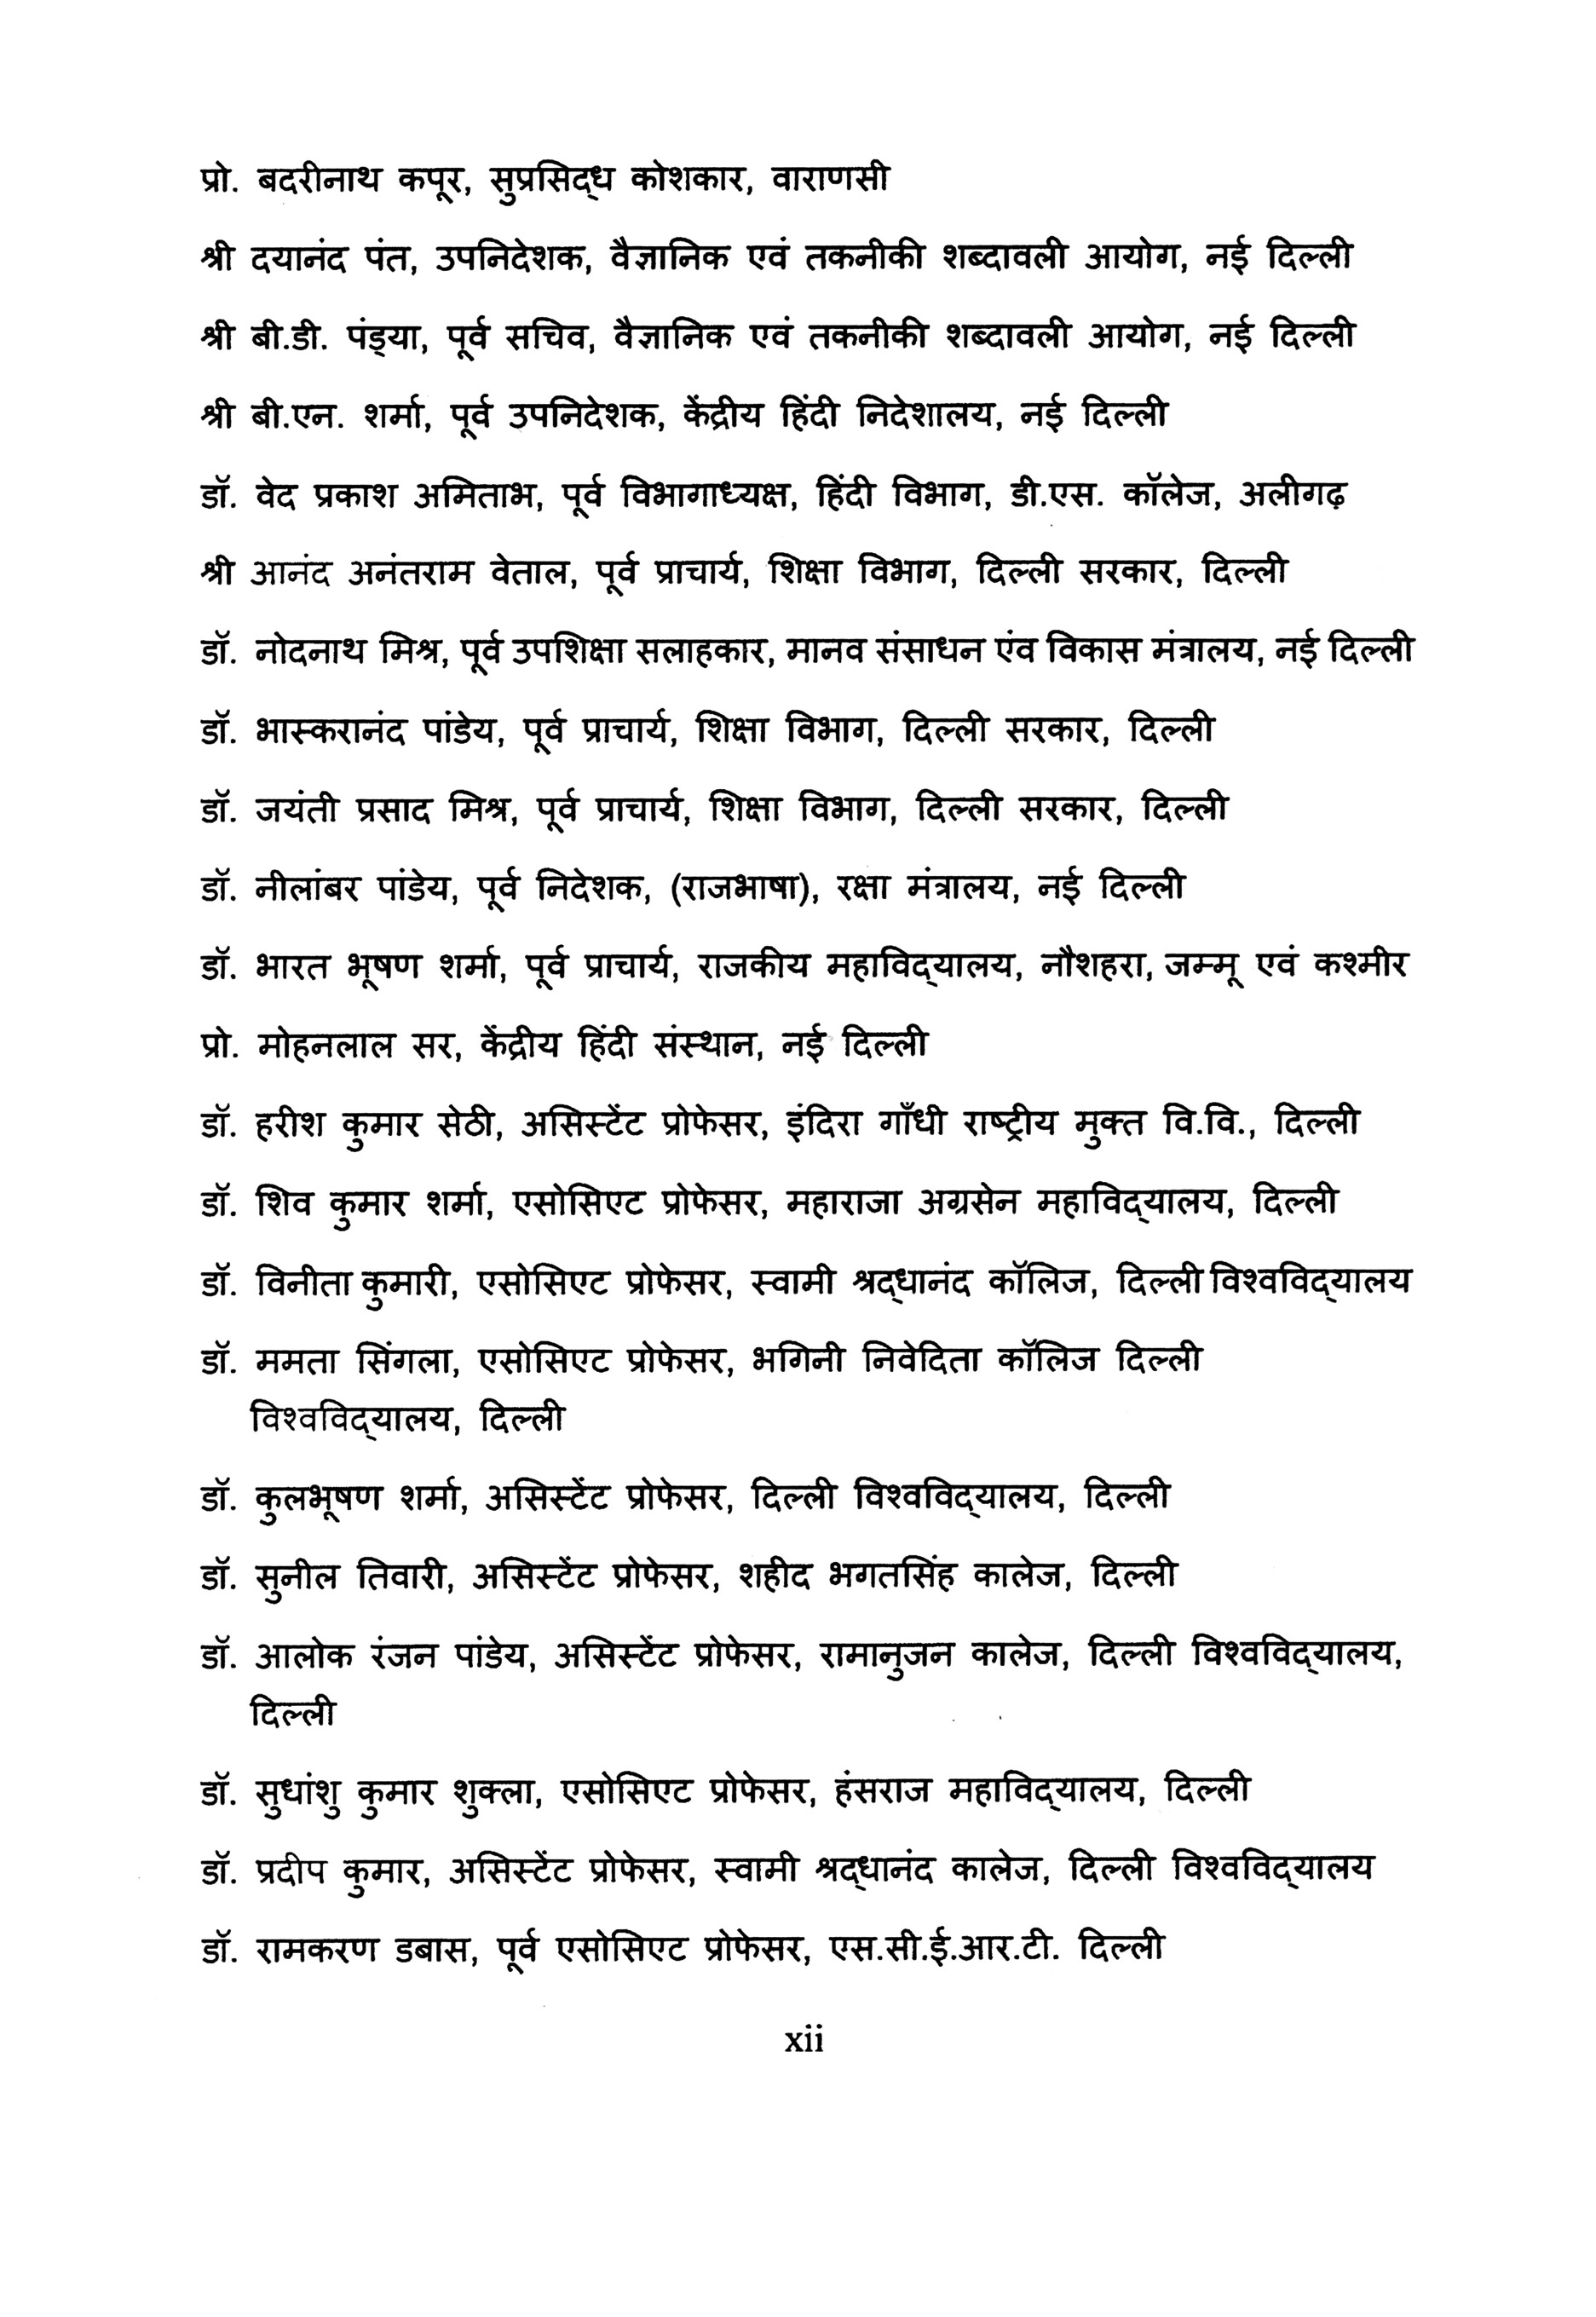 प्रो. बदरीनाथ कपूर, सुप्रसिद्ध कोशकार, वाराणसी
श्री दयानंद पंत, उपनिदेशक, वैज्ञानिक एवं तकनीकी शब्दावली आयोग, नई दिल्ली
श्री बी.डी. पंड्या, पूर्व सचिव, वैज्ञानिक एवं तकनीकी शब्दावली आयोग, नई दिल्ली
श्री बी.एन. शर्मा, पूर्व उपनिदेशक, केंद्रीय हिंदी निदेशालय, नई दिल्ली
डॉ. वेद प्रकाश अमिताभ, पूर्व विभागाध्यक्ष, हिंदी विभाग, डी.एस. कॉलेज, अलीगढ़
श्री आनंद अनंतराम वेताल, पूर्व प्राचार्य, शिक्षा विभाग, दिल्ली सरकार, दिल्ली
डॉ. नोदनाथ मिश्र, पूर्व उपशिक्षा सलाहकार, मानव संसाधन एंव विकास मंत्रालय, नई दिल्ली
डॉ. भास्करानंद पांडेय, पूर्व प्राचार्य, शिक्षा विभाग, दिल्ली सरकार, दिल्ली
डॉ. जयंती प्रसाद मिश्र, पूर्व प्राचार्य, शिक्षा विभाग, दिल्ली सरकार, दिल्ली
डॉ. नीलांबर पांडेय, पूर्व निदेशक, (राजभाषा), रक्षा मंत्रालय, नई दिल्ली
डॉ. भारत भूषण शर्मा, पूर्व प्राचार्य, राजकीय महाविद्‌यालय, नौशहरा, जम्मू एवं कश्मीर
प्रो. मोहनलाल सर, केंद्रीय हिंदी संस्थान, नई दिल्ली
डॉ. हरीश कुमार सेठी, असिस्टेंट प्रोफेसर, इंदिरा गाँधी राष्ट्रीय मुक्त वि.वि., दिल्ली
डॉ. शिव कुमार शर्मा, एसोसिएट प्रोफेसर, महाराजा अग्रसेन महाविद्‌यालय, दिल्ली
डॉ. विनीता कुमारी, एसोसिएट प्रोफेसर, स्वामी श्रद्‌धानंद कॉलिज, दिल्ली विश्वविद्‌यालय
डॉ. ममता सिंगला, एसोसिएट प्रोफेसर, भगिनी निवेदिता कॉलिज दिल्ली
विश्वविद्‌यालय, दिल्ली
डॉ. कुलभूषण शर्मा, असिस्टेंट प्रोफेसर, दिल्ली विश्वविद्‌यालय, दिल्ली
डॉ. सुनील तिवारी, असिस्टेंट प्रोफेसर, शहीद भगतसिंह कालेज, दिल्ली
डॉ. आलोक रंजन पांडेय, असिस्टेंट प्रोफेसर, रामानुजन कालेज, दिल्ली विश्वविद्‌यालय,
दिल्ली
डॉ. सुधांशु कुमार शुक्ला, एसोसिएट प्रोफेसर, हंसराज महाविद्‌यालय, दिल्ली
डॉ. प्रदीप कुमार, असिस्टेंट प्रोफेसर, स्वामी श्रद्‌धानंद कालेज, दिल्ली विश्वविद्‌यालय
डॉ. रामकरण डबास, पूर्व एसोसिएट प्रोफेसर, एस.सी.ई.आर.टी. दिल्ली
xii